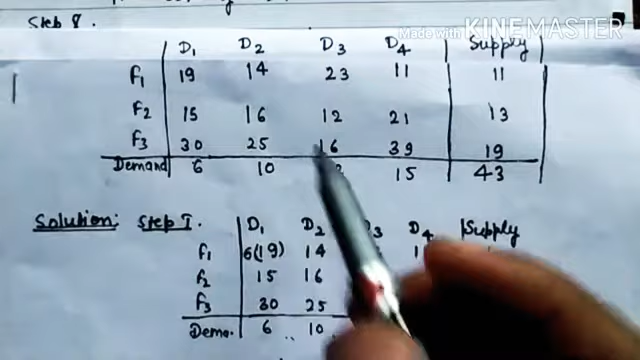 Made with KINEMASTER
Step 8
D1 D2 D3 D4 Supply
F1 19 14 23 11 11
F2 15 16 12 21 13
F3 30 25 16 39 19
Demand 6 10 15 43
Solution: Step I. D1 D2 D4 Supply
F1 6(19) 14
F2 15 16
F3 30 25
Dema. 6 10